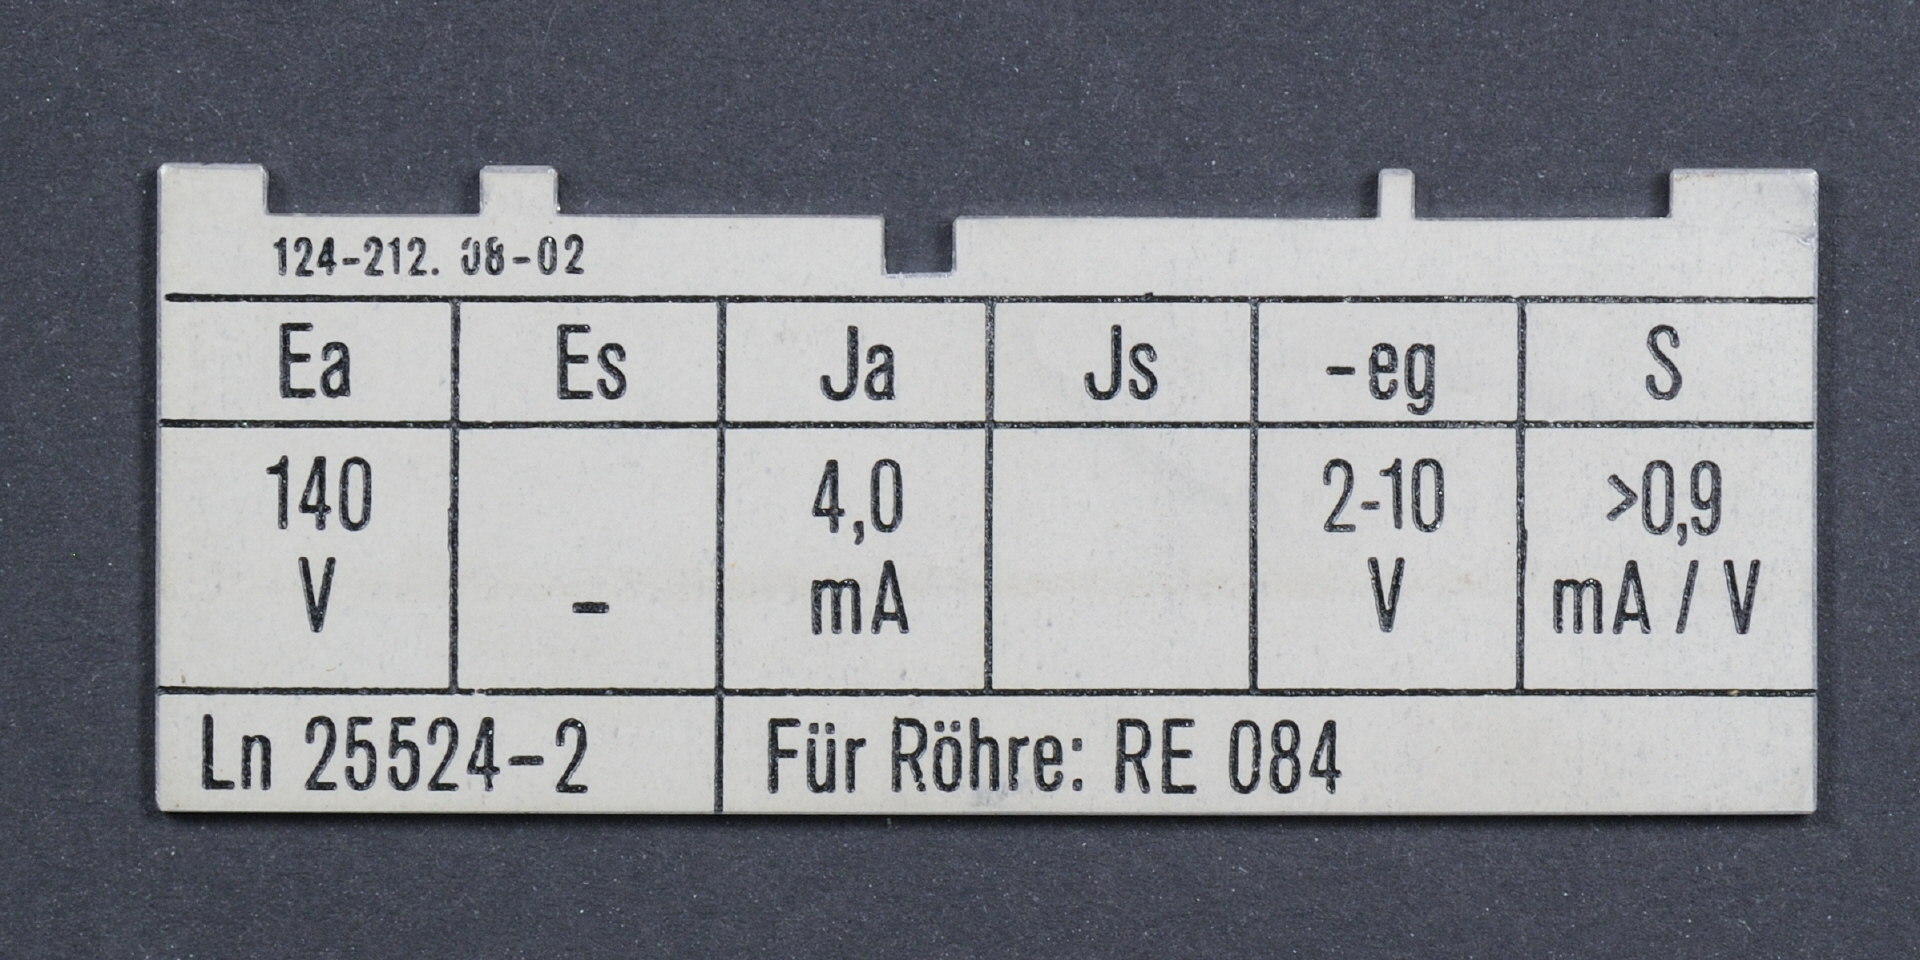 124-212. 08-02
Ea Es Ja Js -eg S
140 4,0 2-10 >0,9
V - mA V mA / V
Ln 25524-2 Für Röhre: RE 084